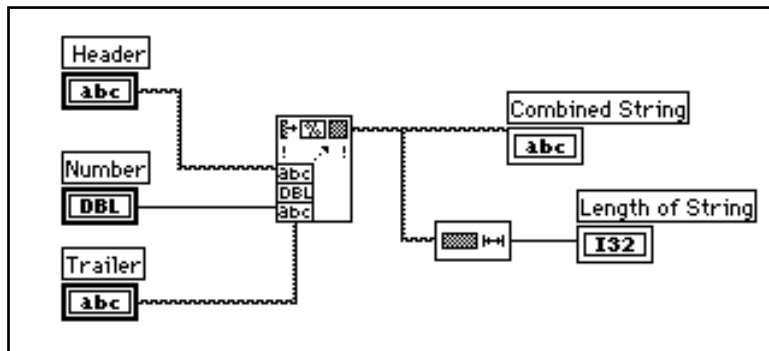 Header
abc
Number
DBL
Trailer
abc
%
abc
DBL
abc
Combined String
abc
Length of String
I32